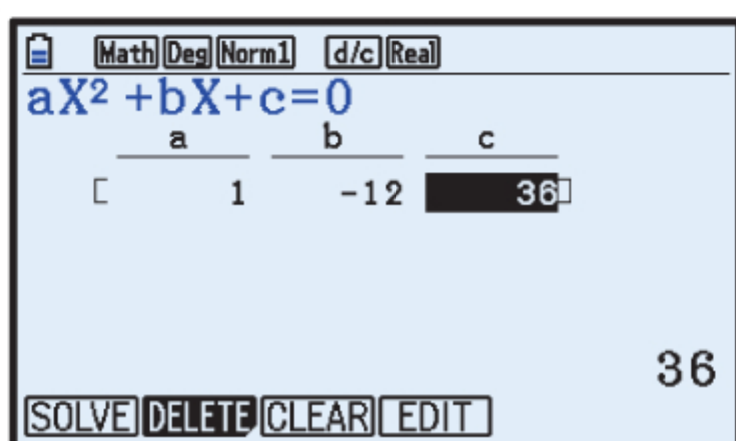 Math Deg Norm1 d/c Real
aX² +bX+c=0
a b c
[ 1 -12 36 ]
36
SOLVE DELETE CLEAR EDIT